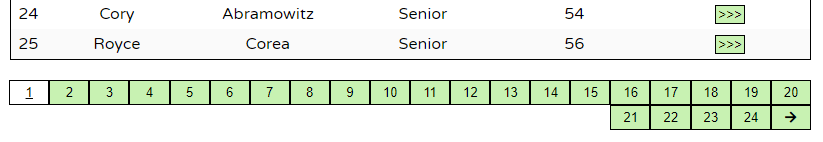 24 Cory Abramowitz Senior 54 >>>
25 Royce Corea Senior 56 >>>
1 2 3 4 5 6 7 8 9 10 11 12 13 14 15 16 17 18 19 20
21 22 23 24 →